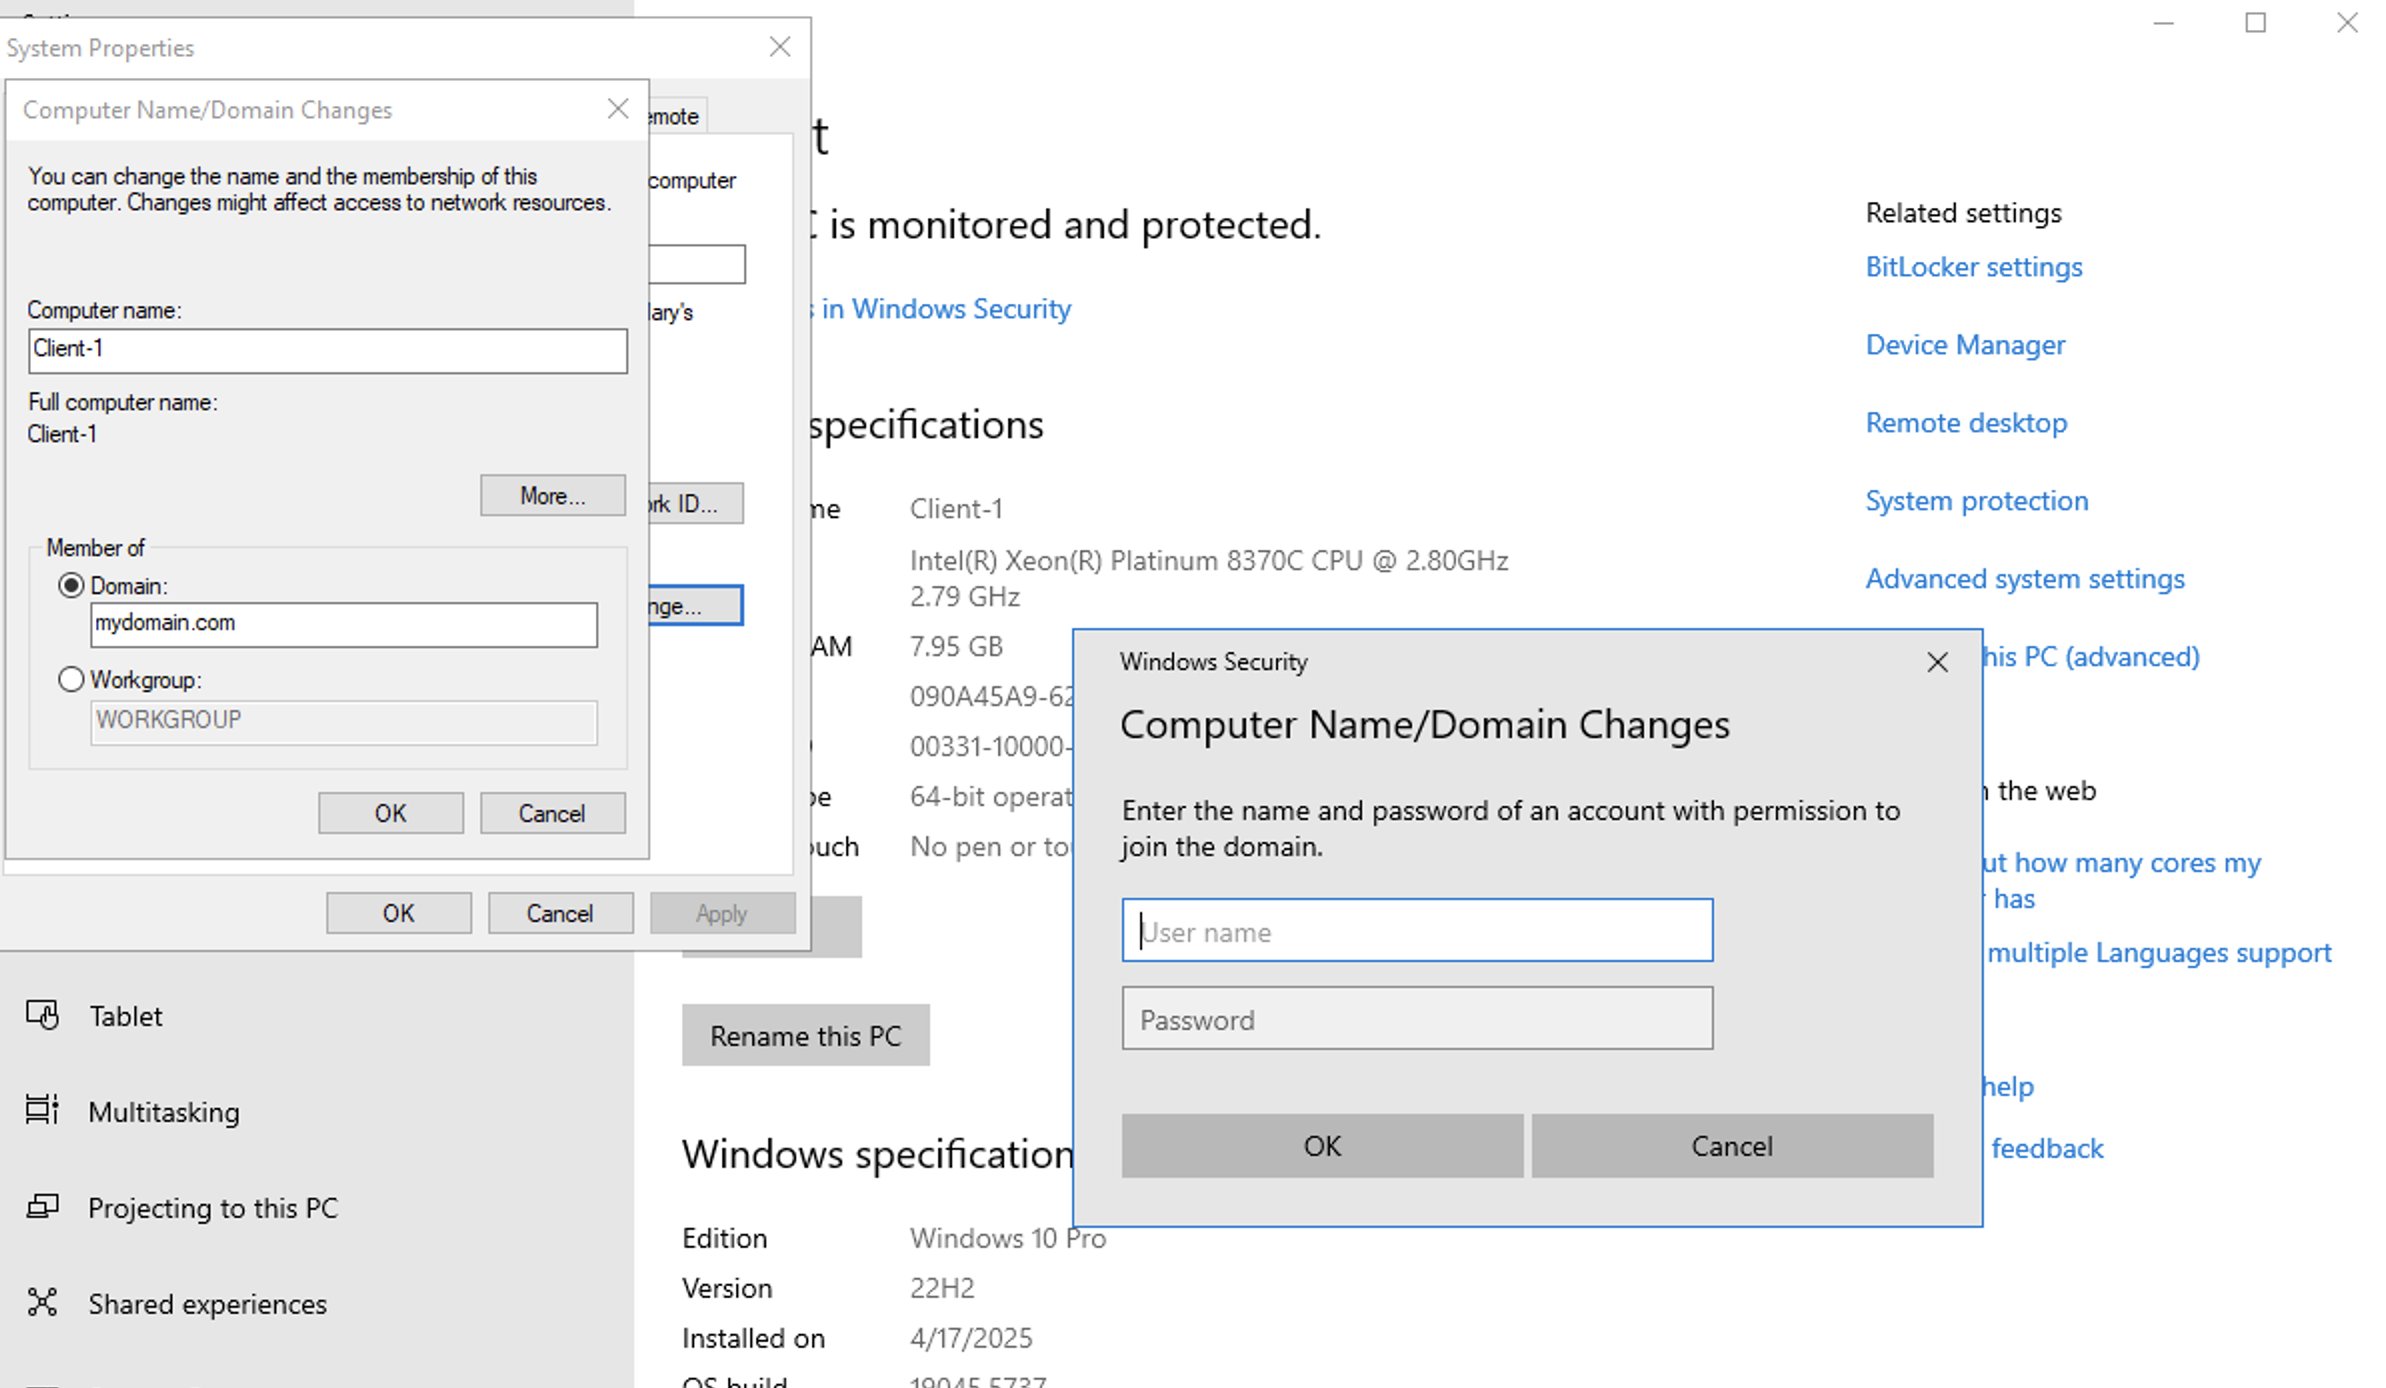 System Properties
Computer Name/Domain Changes
You can change the name and the membership of this
computer. Changes might affect access to network resources.
Computer name:
Client-1
Full computer name:
Client-1
More...
Member of
Domain:
mydomain.com
Workgroup:
WORKGROUP
OK
Cancel
emote
computer
lary's
ork ID...
nge...
OK
Cancel
Apply
Tablet
Multitasking
Projecting to this PC
Shared experiences
t
C is monitored and protected.
s in Windows Security
specifications
me
Client-1
Intel(R) Xeon(R) Platinum 8370C CPU @ 2.80GHz
2.79 GHz
AM
7.95 GB
090A45A9-62
00331-10000-
pe
64-bit operat
ouch
No pen or to
Rename this PC
Windows specification
Edition
Windows 10 Pro
Version
22H2
Installed on
4/17/2025
OS build
19045.5737
Windows Security
Computer Name/Domain Changes
Enter the name and password of an account with permission to
join the domain.
User name
Password
OK
Cancel
Related settings
BitLocker settings
Device Manager
Remote desktop
System protection
Advanced system settings
his PC (advanced)
the web
ut how many cores my
has
multiple Languages support
help
feedback